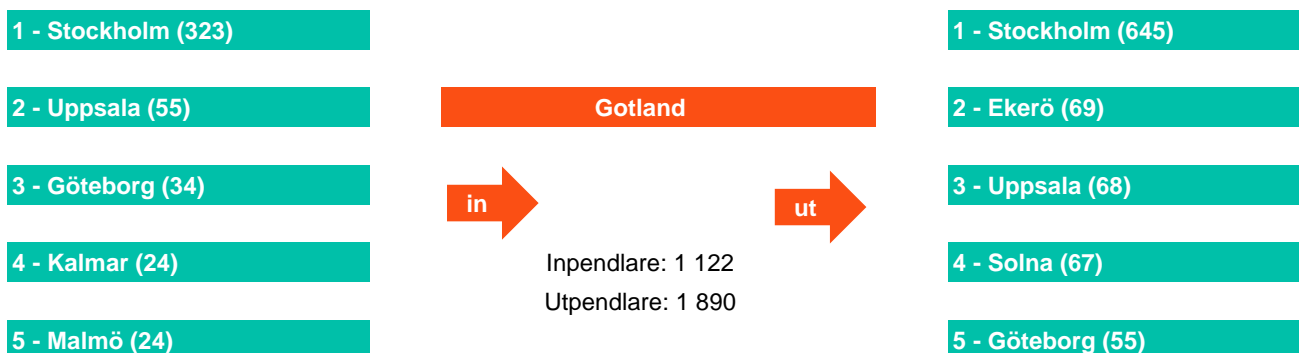 1 - Stockholm (323)
2 - Uppsala (55)
3 - Göteborg (34)
4 - Kalmar (24)
5 - Malmö (24)
Gotland
in
ut
Inpendlare: 1 122
Utpendlare: 1 890
1 - Stockholm (645)
2 - Ekerö (69)
3 - Uppsala (68)
4 - Solna (67)
5 - Göteborg (55)